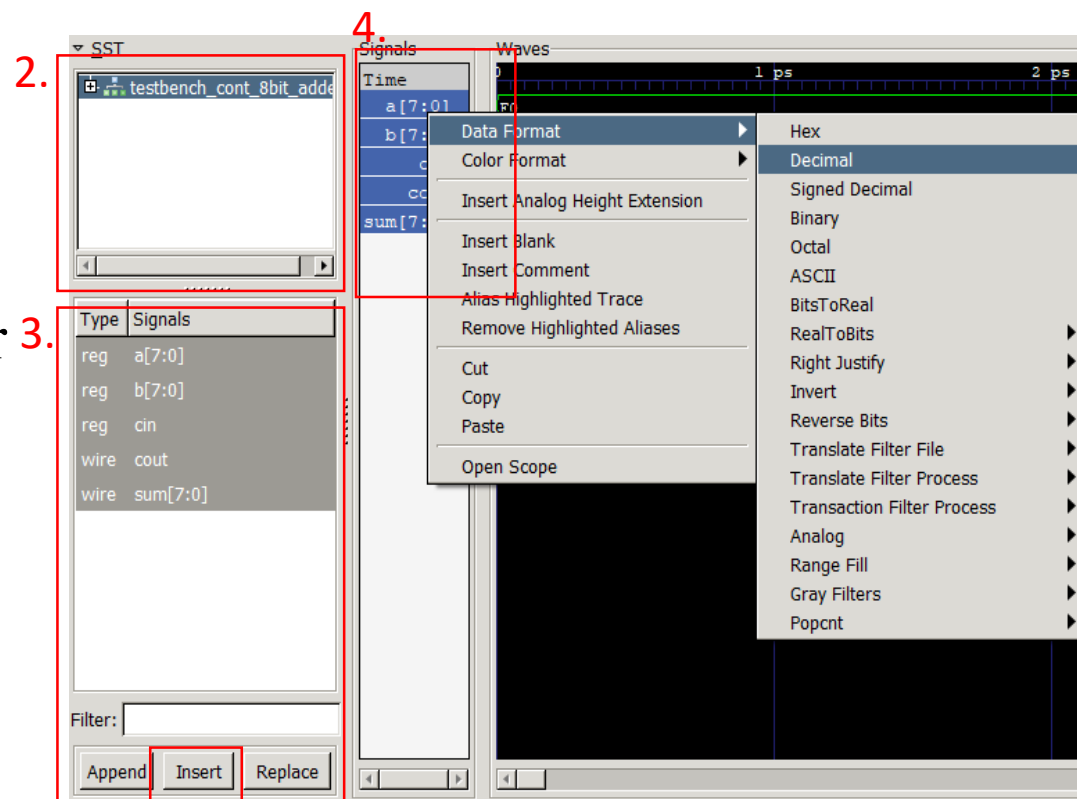 4.
SST
Signals
Waves
2.
testbench_cont_8bit_adde
Time
1 ps
2 ps
a[7:0]
F0
b[7:
sum[7:
Data Format
Color Format
Insert Analog Height Extension
Insert Blank
Insert Comment
Alias Highlighted Trace
Remove Highlighted Aliases
Cut
Copy
Paste
Open Scope
Hex
Decimal
Signed Decimal
Binary
Octal
ASCII
BitsToReal
RealToBits
Right Justify
Invert
Reverse Bits
Translate Filter File
Translate Filter Process
Transaction Filter Process
Analog
Range Fill
Gray Filters
Popcnt
r 3.
Type Signals
reg a[7:0]
reg b[7:0]
reg cin
wire cout
wire sum[7:0]
Filter:
Append Insert Replace